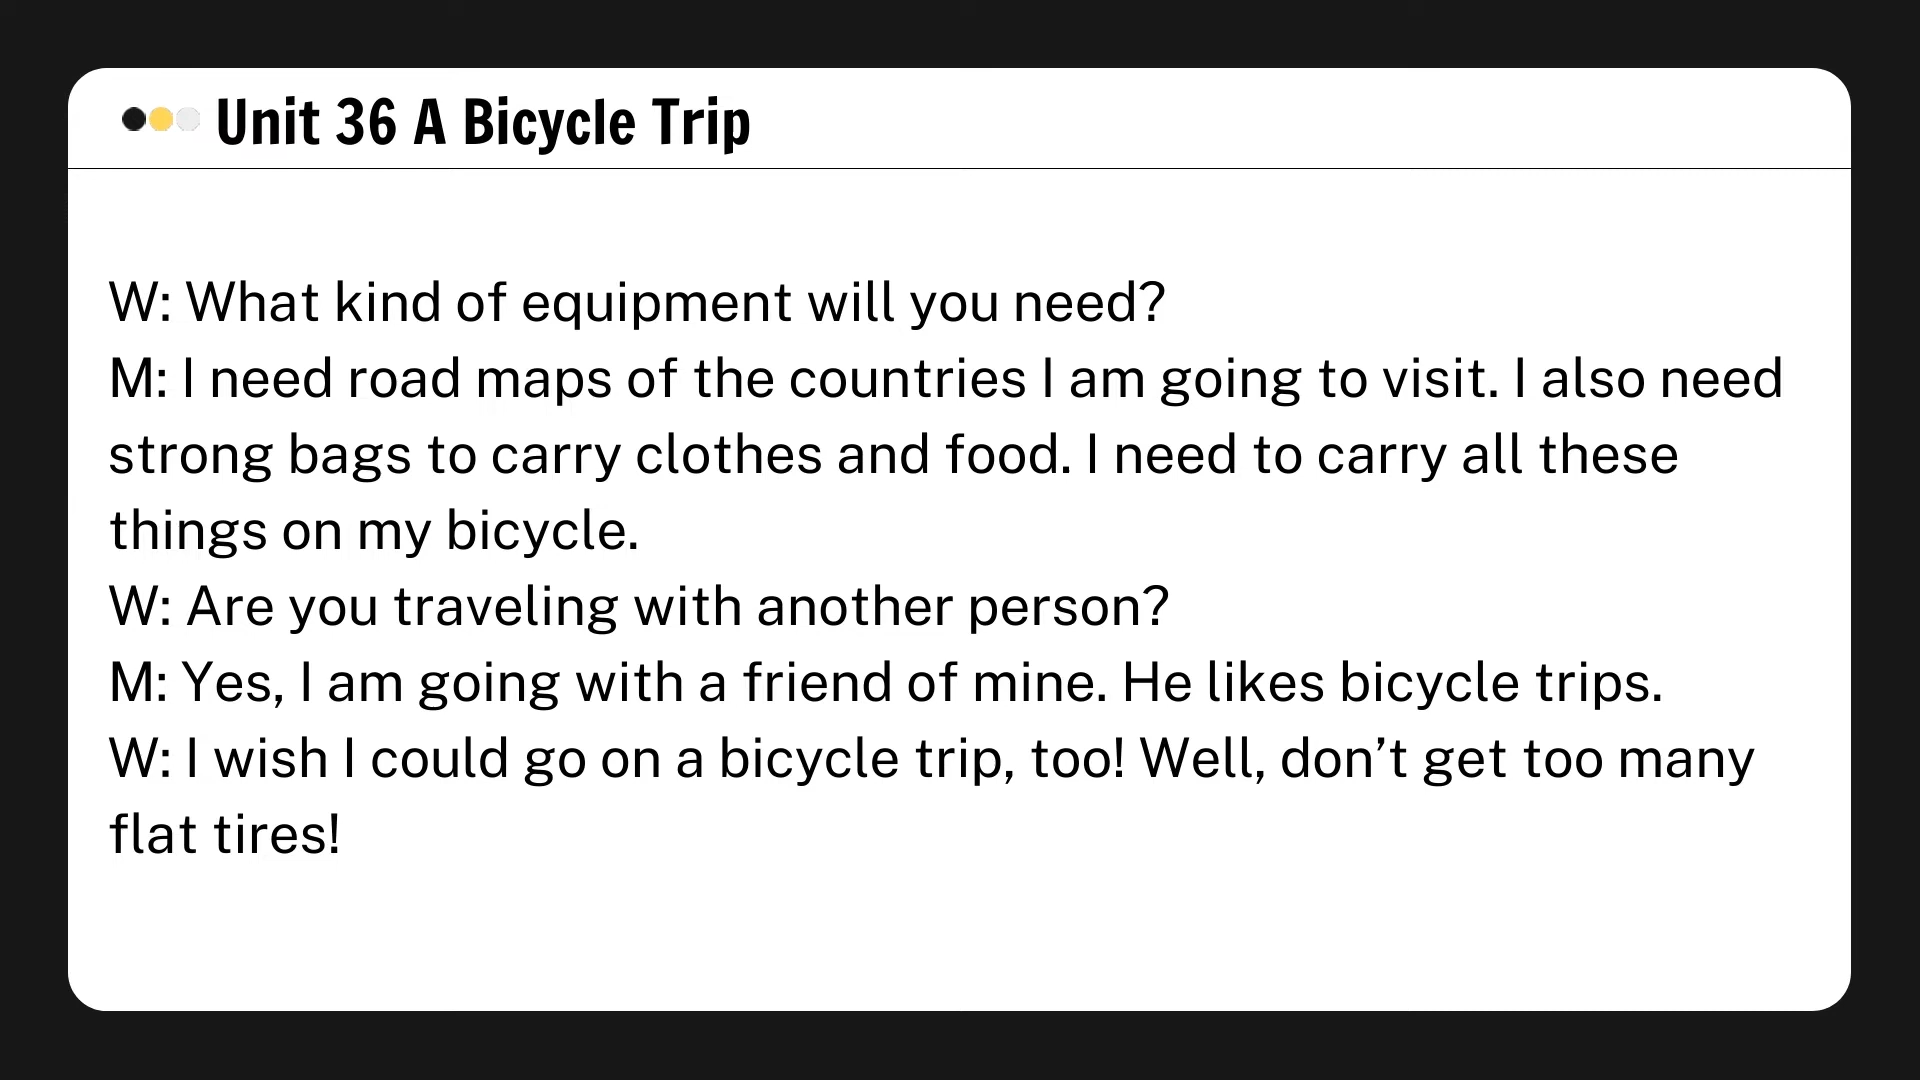 Unit 36 A Bicycle Trip
W: What kind of equipment will you need?
M: I need road maps of the countries I am going to visit. I also need
strong bags to carry clothes and food. I need to carry all these
things on my bicycle.
W: Are you traveling with another person?
M: Yes, I am going with a friend of mine. He likes bicycle trips.
W: I wish I could go on a bicycle trip, too! Well, don’t get too many
flat tires!